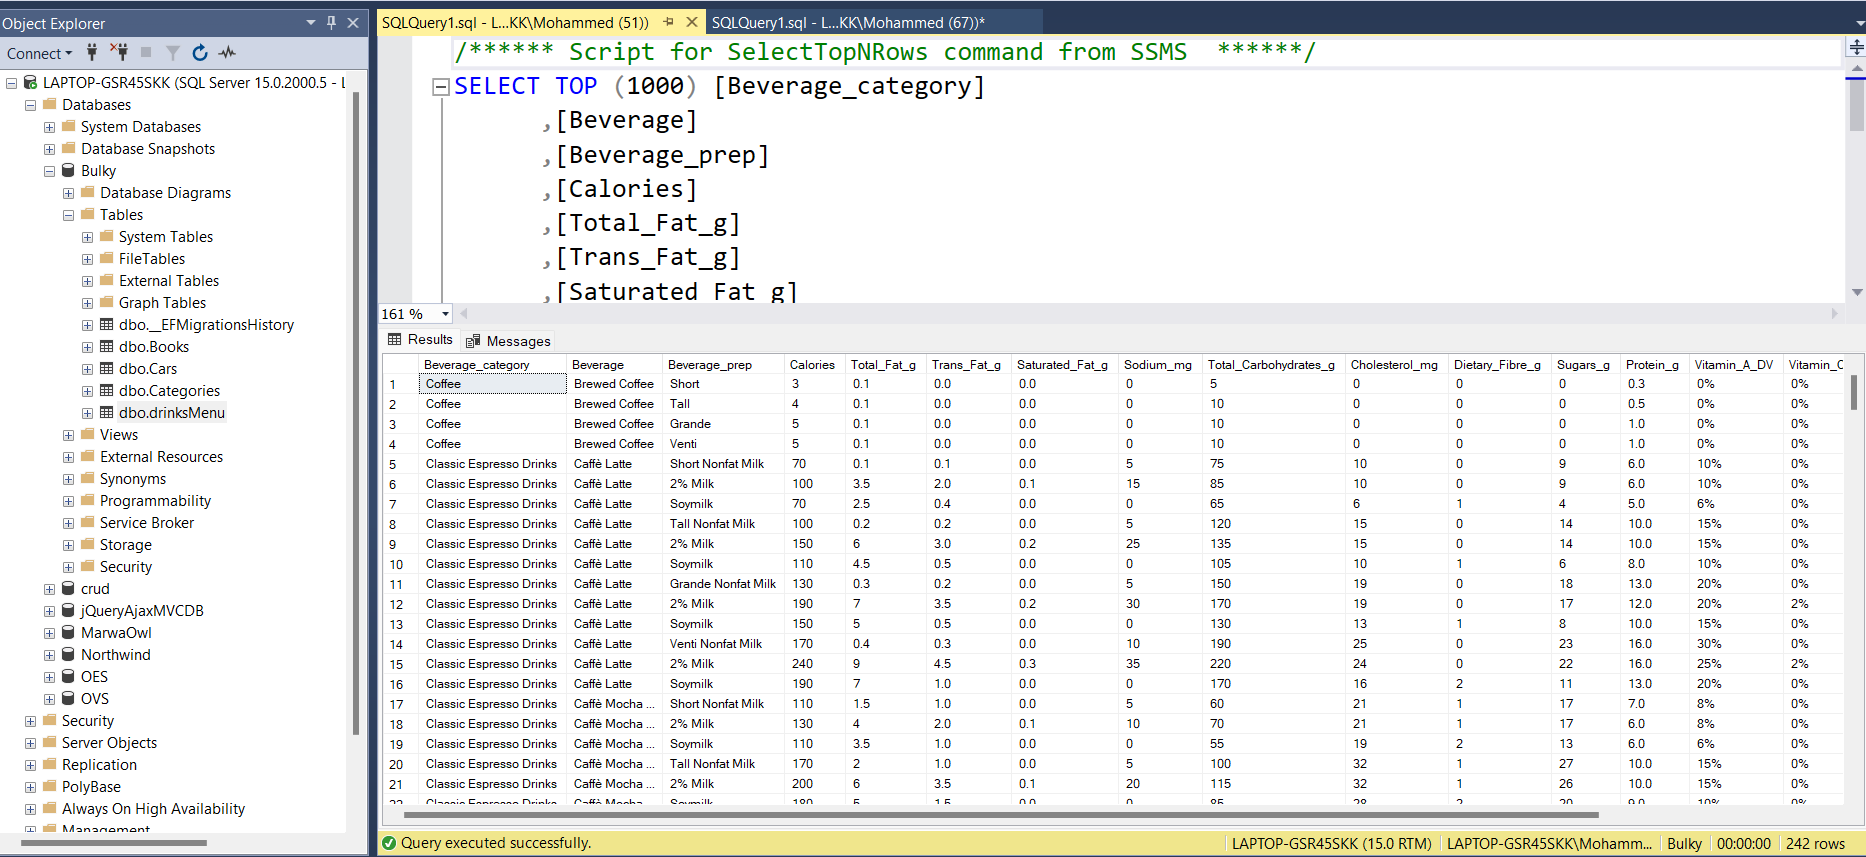 Object Explorer
Connect
LAPTOP-GSR45SKK (SQL Server 15.0.2000.5 - L
Databases
System Databases
Database Snapshots
Bulky
Database Diagrams
Tables
System Tables
FileTables
External Tables
Graph Tables
dbo.__EFMigrationsHistory
dbo.Books
dbo.Cars
dbo.Categories
dbo.drinksMenu
Views
External Resources
Synonyms
Programmability
Service Broker
Storage
Security
crud
jQueryAjaxMVCDB
MarwaOwl
Northwind
OES
OVS
Security
Server Objects
Replication
PolyBase
Always On High Availability
Management
SQLQuery1.sql - L...KK\Mohammed (51)) SQLQuery1.sql - L...KK\Mohammed (67))*
/****** Script for SelectTopNRows command from SSMS ******/
SELECT TOP (1000) [Beverage_category]
,[Beverage]
,[Beverage_prep]
,[Calories]
,[Total_Fat_g]
,[Trans_Fat_g]
,[Saturated_Fat_g]
161 %
Results Messages
Beverage_category Beverage Beverage_prep Calories Total_Fat_g Trans_Fat_g Saturated_Fat_g Sodium_mg Total_Carbohydrates_g Cholesterol_mg Dietary_Fibre_g Sugars_g Protein_g Vitamin_A_DV Vitamin_C
1 Coffee Brewed Coffee Short 3 0.1 0.0 0.0 0 5 0 0 0 0.3 0% 0%
2 Coffee Brewed Coffee Tall 4 0.1 0.0 0.0 0 10 0 0 0 0.5 0% 0%
3 Coffee Brewed Coffee Grande 5 0.1 0.0 0.0 0 10 0 0 0 1.0 0% 0%
4 Coffee Brewed Coffee Venti 5 0.1 0.0 0.0 0 10 0 0 0 1.0 0% 0%
5 Classic Espresso Drinks Caffè Latte Short Nonfat Milk 70 0.1 0.1 0.0 5 75 10 0 9 6.0 10% 0%
6 Classic Espresso Drinks Caffè Latte 2% Milk 100 3.5 2.0 0.1 15 85 10 0 9 6.0 10% 0%
7 Classic Espresso Drinks Caffè Latte Soymilk 70 2.5 0.4 0.0 0 65 6 1 4 5.0 6% 0%
8 Classic Espresso Drinks Caffè Latte Tall Nonfat Milk 100 0.2 0.2 0.0 5 120 15 0 14 10.0 15% 0%
9 Classic Espresso Drinks Caffè Latte 2% Milk 150 6 3.0 0.2 25 135 15 0 14 10.0 15% 0%
10 Classic Espresso Drinks Caffè Latte Soymilk 110 4.5 0.5 0.0 0 105 10 1 6 8.0 10% 0%
11 Classic Espresso Drinks Caffè Latte Grande Nonfat Milk 130 0.3 0.2 0.0 5 150 19 0 18 13.0 20% 0%
12 Classic Espresso Drinks Caffè Latte 2% Milk 190 7 3.5 0.2 30 170 19 0 17 12.0 20% 2%
13 Classic Espresso Drinks Caffè Latte Soymilk 150 5 0.5 0.0 0 130 13 1 8 10.0 15% 0%
14 Classic Espresso Drinks Caffè Latte Venti Nonfat Milk 170 0.4 0.3 0.0 10 190 25 0 23 16.0 30% 0%
15 Classic Espresso Drinks Caffè Latte 2% Milk 240 9 4.5 0.3 35 220 24 0 22 16.0 25% 2%
16 Classic Espresso Drinks Caffè Latte Soymilk 190 7 1.0 0.0 0 170 16 2 11 13.0 20% 0%
17 Classic Espresso Drinks Caffè Mocha ... Short Nonfat Milk 110 1.5 1.0 0.0 5 60 21 1 17 7.0 8% 0%
18 Classic Espresso Drinks Caffè Mocha ... 2% Milk 130 4 2.0 0.1 10 70 21 1 17 6.0 8% 0%
19 Classic Espresso Drinks Caffè Mocha ... Soymilk 110 3.5 1.0 0.0 0 55 19 2 13 6.0 6% 0%
20 Classic Espresso Drinks Caffè Mocha ... Tall Nonfat Milk 170 2 1.0 0.0 5 100 32 1 27 10.0 15% 0%
21 Classic Espresso Drinks Caffè Mocha ... 2% Milk 200 6 3.5 0.1 20 115 32 1 26 10.0 15% 0%
22 Classic Espresso Drinks Caffè Mocha Soymilk 180 5 1.5 0.0 0 85 28 2 20 9.0 10% 0%
Query executed successfully. LAPTOP-GSR45SKK (15.0 RTM) LAPTOP-GSR45SKK\Mohamm... Bulky 00:00:00 242 rows